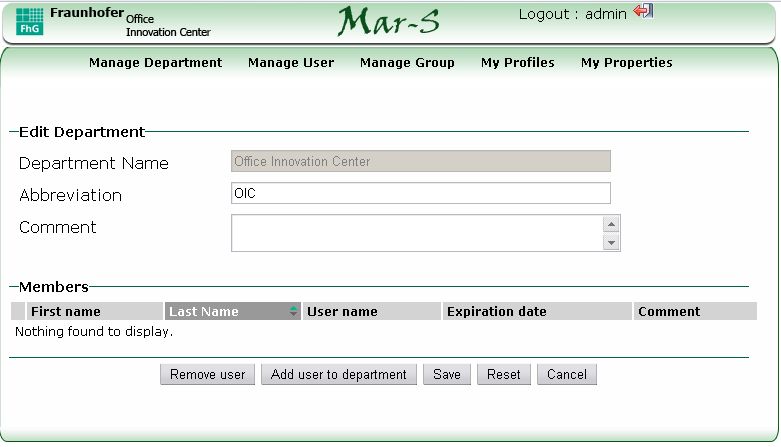 Fraunhofer Office
Innovation Center
FhG
Mar-S
Logout : admin
Manage Department Manage User Manage Group My Profiles My Properties
Edit Department
Department Name Office Innovation Center
Abbreviation OIC
Comment
Members
First name Last Name User name Expiration date Comment
Nothing found to display.
Remove user Add user to department Save Reset Cancel